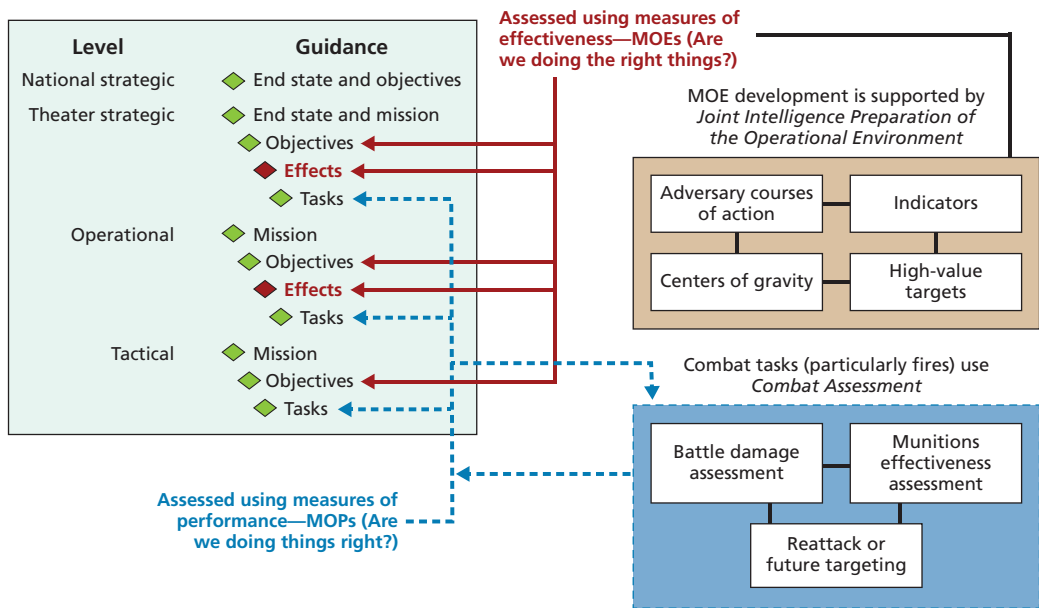 Level Guidance
National strategic End state and objectives
Theater strategic End state and mission
Objectives
Effects
Tasks
Operational Mission
Objectives
Effects
Tasks
Tactical Mission
Objectives
Tasks
Assessed using measures of
effectiveness—MOEs (Are
we doing the right things?)
MOE development is supported by
Joint Intelligence Preparation of
the Operational Environment
Adversary courses
of action
Indicators
Centers of gravity
High-value
targets
Combat tasks (particularly fires) use
Combat Assessment
Battle damage
assessment
Munitions
effectiveness
assessment
Reattack or
future targeting
Assessed using measures of
performance—MOPs (Are
we doing things right?)